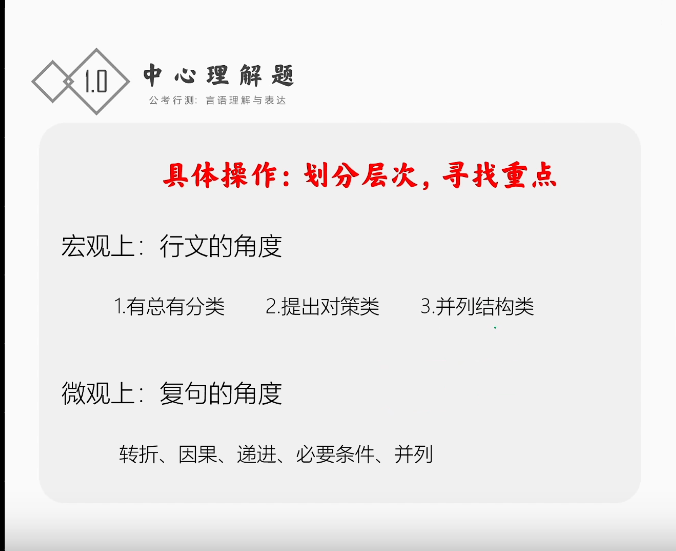 1.0
中心理解题
公考行测：言语理解与表达
具体操作：划分层次，寻找重点
宏观上：行文的角度
1.有总有分类 2.提出对策类 3.并列结构类
微观上：复句的角度
转折、因果、递进、必要条件、并列